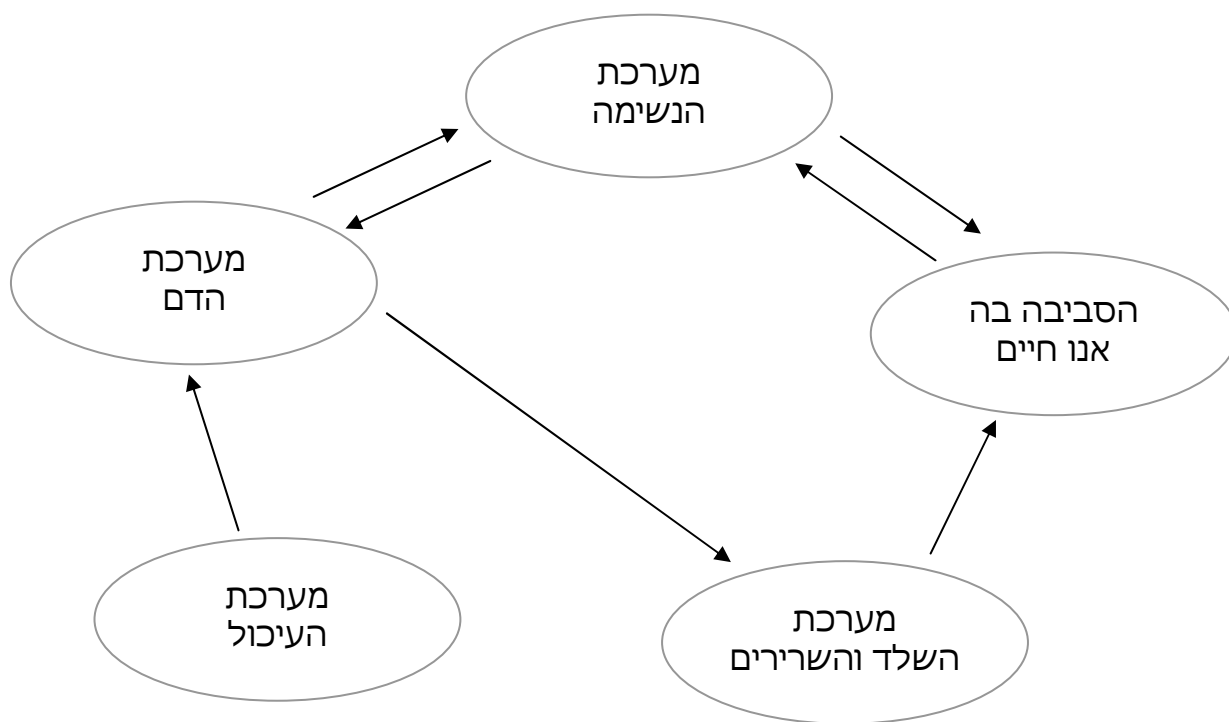 מערכת
הנשימה
מערכת
הדם
הסביבה בה
אנו חיים
מערכת
העיכול
מערכת
השלד והשרירים